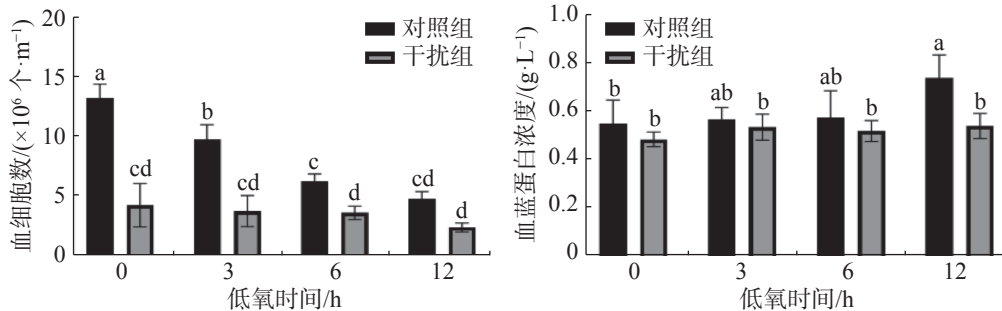 血细胞数/(×10⁶ 个·m⁻¹)
20
15
10
5
0
对照组
干扰组
a
cd
b
cd
c
d
cd
d
0
3
6
12
低氧时间/h
血蓝蛋白浓度/(g·L⁻¹)
1.0
0.8
0.6
0.4
0.2
0
对照组
干扰组
b
b
ab
b
ab
b
a
b
0
3
6
12
低氧时间/h